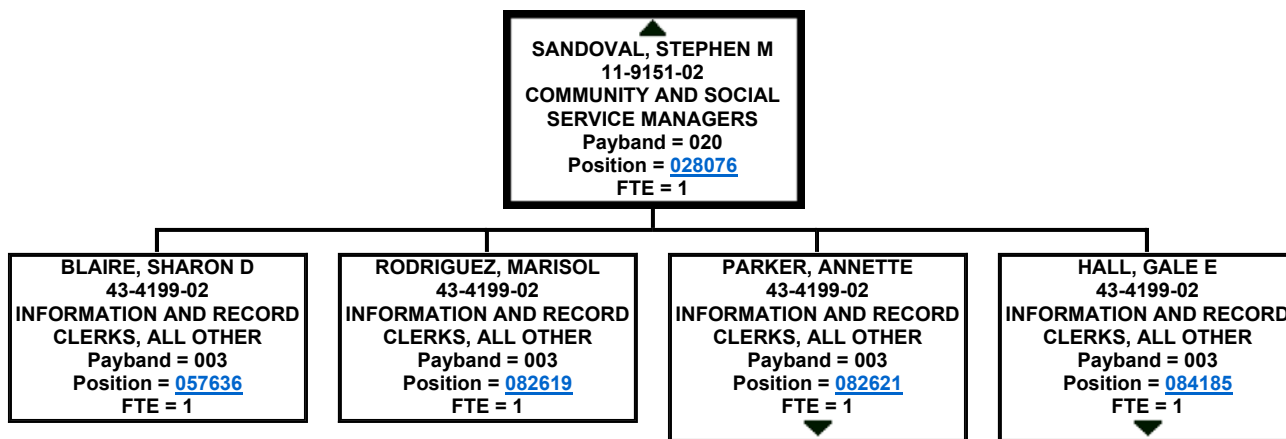 SANDOVAL, STEPHEN M
11-9151-02
COMMUNITY AND SOCIAL
SERVICE MANAGERS
Payband = 020
Position = 028076
FTE = 1
BLAIRE, SHARON D
43-4199-02
INFORMATION AND RECORD
CLERKS, ALL OTHER
Payband = 003
Position = 057636
FTE = 1
RODRIGUEZ, MARISOL
43-4199-02
INFORMATION AND RECORD
CLERKS, ALL OTHER
Payband = 003
Position = 082619
FTE = 1
PARKER, ANNETTE
43-4199-02
INFORMATION AND RECORD
CLERKS, ALL OTHER
Payband = 003
Position = 082621
FTE = 1
HALL, GALE E
43-4199-02
INFORMATION AND RECORD
CLERKS, ALL OTHER
Payband = 003
Position = 084185
FTE = 1